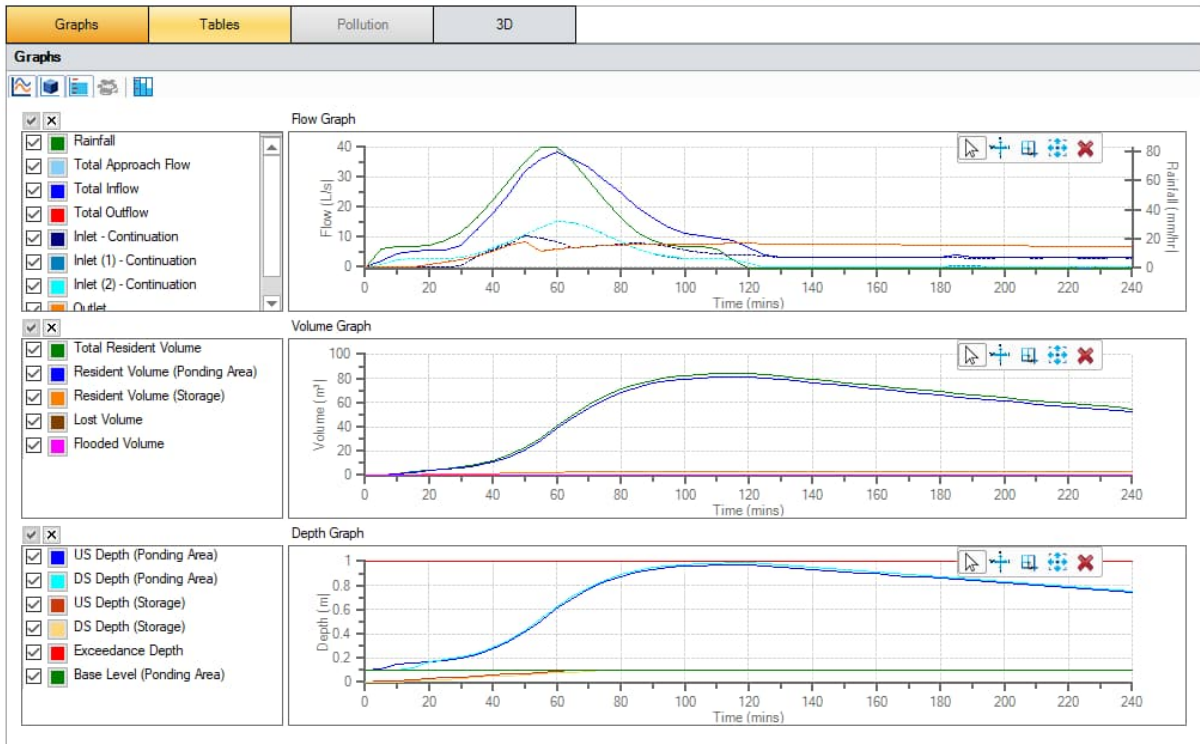 Graphs Tables Pollution 3D
Graphs
Flow Graph
Rainfall
Total Approach Flow
Total Inflow
Total Outflow
Inlet - Continuation
Inlet (1) - Continuation
Inlet (2) - Continuation
Outlet
40
30
20
10
0
Flow (L/s)
80
60
40
20
0
Rainfall (mm/hr)
0 20 40 60 80 100 120 140 160 180 200 220 240
Time (mins)
Volume Graph
Total Resident Volume
Resident Volume (Ponding Area)
Resident Volume (Storage)
Lost Volume
Flooded Volume
100
80
60
40
20
0
Volume (m³)
0 20 40 60 80 100 120 140 160 180 200 220 240
Time (mins)
Depth Graph
US Depth (Ponding Area)
DS Depth (Ponding Area)
US Depth (Storage)
DS Depth (Storage)
Exceedance Depth
Base Level (Ponding Area)
1
0.8
0.6
0.4
0.2
0
Depth (m)
0 20 40 60 80 100 120 140 160 180 200 220 240
Time (mins)